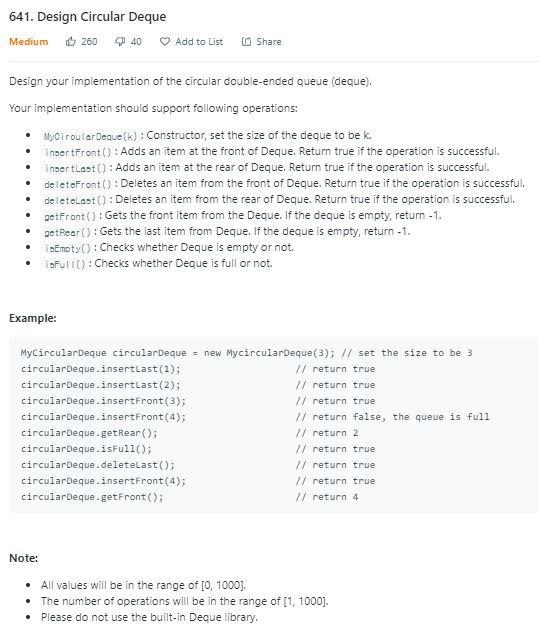 641. Design Circular Deque
Medium 260 40 Add to List Share
Design your implementation of the circular double-ended queue (deque).
Your implementation should support following operations:
• MyCircularDeque(k) : Constructor, set the size of the deque to be k.
• insertFront() : Adds an item at the front of Deque. Return true if the operation is successful.
• insertLast() : Adds an item at the rear of Deque. Return true if the operation is successful.
• deleteFront() : Deletes an item from the front of Deque. Return true if the operation is successful.
• deleteLast() : Deletes an item from the rear of Deque. Return true if the operation is successful.
• getFront() : Gets the front item from the Deque. If the deque is empty, return -1.
• getRear() : Gets the last item from Deque. If the deque is empty, return -1.
• isEmpty() : Checks whether Deque is empty or not.
• isFull() : Checks whether Deque is full or not.
Example:
MyCircularDeque circularDeque = new MycircularDeque(3); // set the size to be 3
circularDeque.insertLast(1); // return true
circularDeque.insertLast(2); // return true
circularDeque.insertFront(3); // return true
circularDeque.insertFront(4); // return false, the queue is full
circularDeque.getRear(); // return 2
circularDeque.isFull(); // return true
circularDeque.deleteLast(); // return true
circularDeque.insertFront(4); // return true
circularDeque.getFront(); // return 4
Note:
• All values will be in the range of [0, 1000].
• The number of operations will be in the range of [1, 1000].
• Please do not use the built-in Deque library.